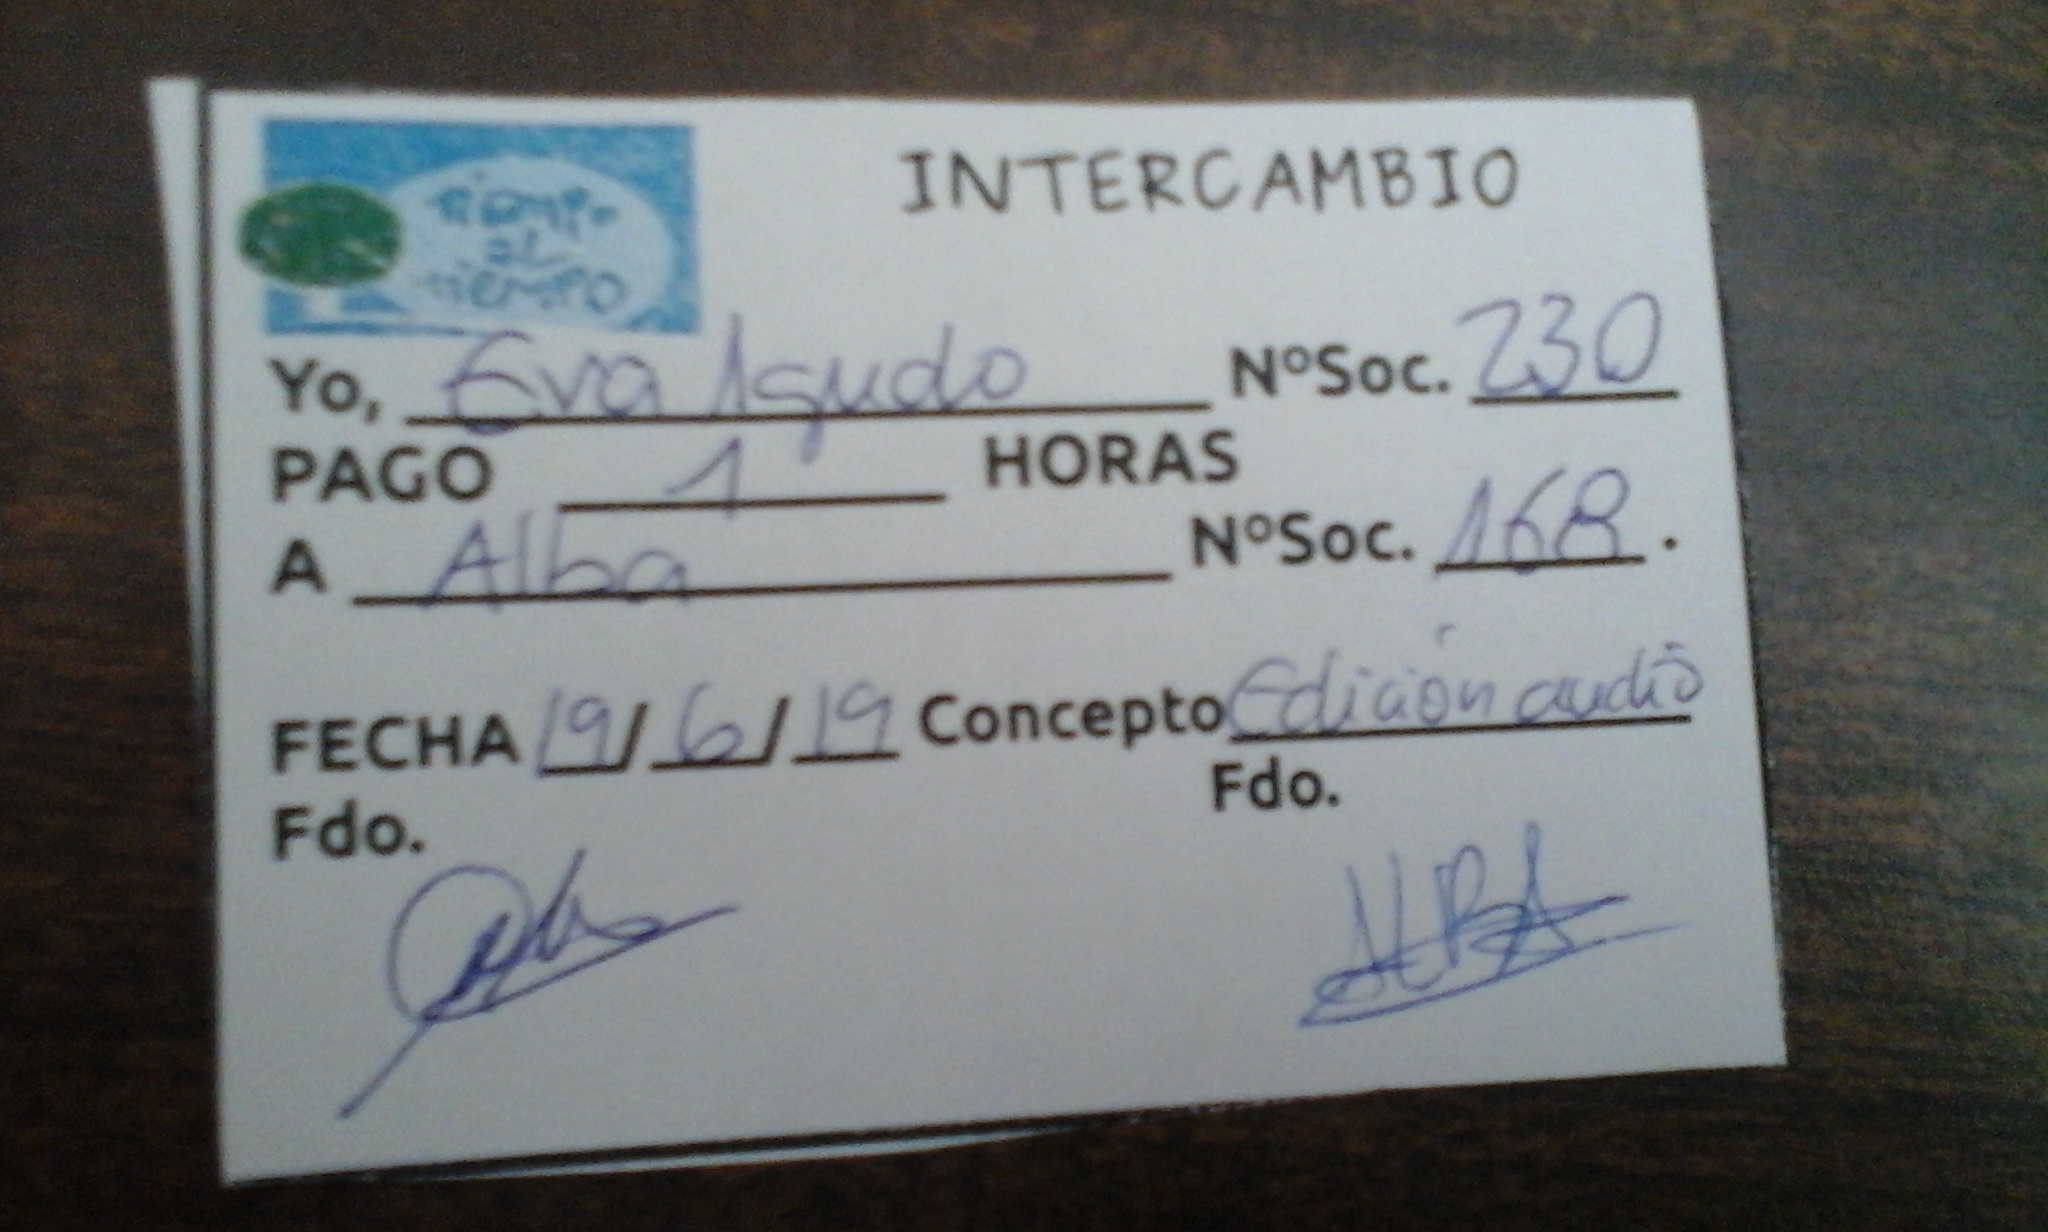 tiempo
al
tiempo
INTERCAMBIO
Yo, Eva Agudo NºSoc. 230
PAGO 1 HORAS
A Alba NºSoc. 168.
FECHA 19/6/19 Concepto Edición audio
Fdo. Fdo.
ALBA